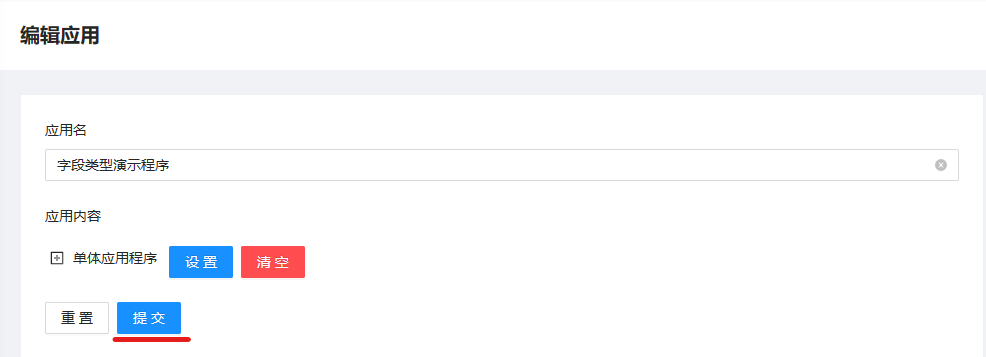 编辑应用
应用名
字段类型演示程序
应用内容
单体应用程序 设置 清空
重置 提交